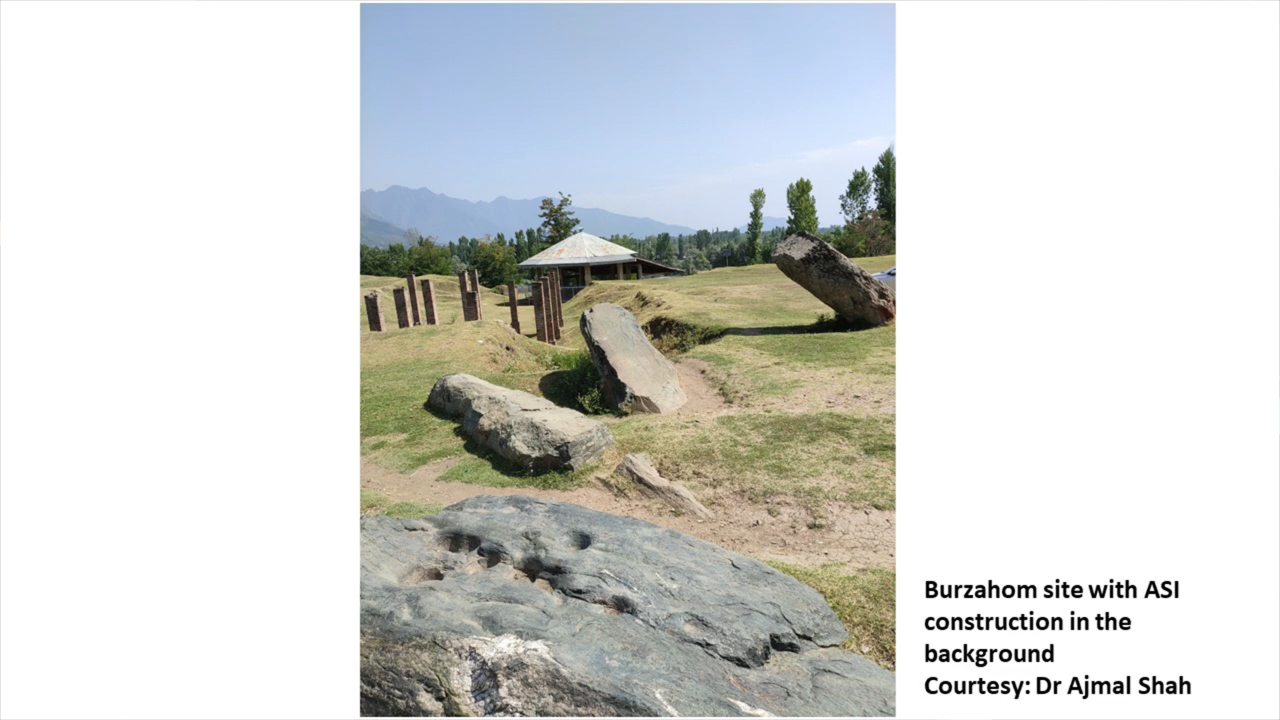 Burzahom site with ASI
construction in the
background
Courtesy: Dr Ajmal Shah